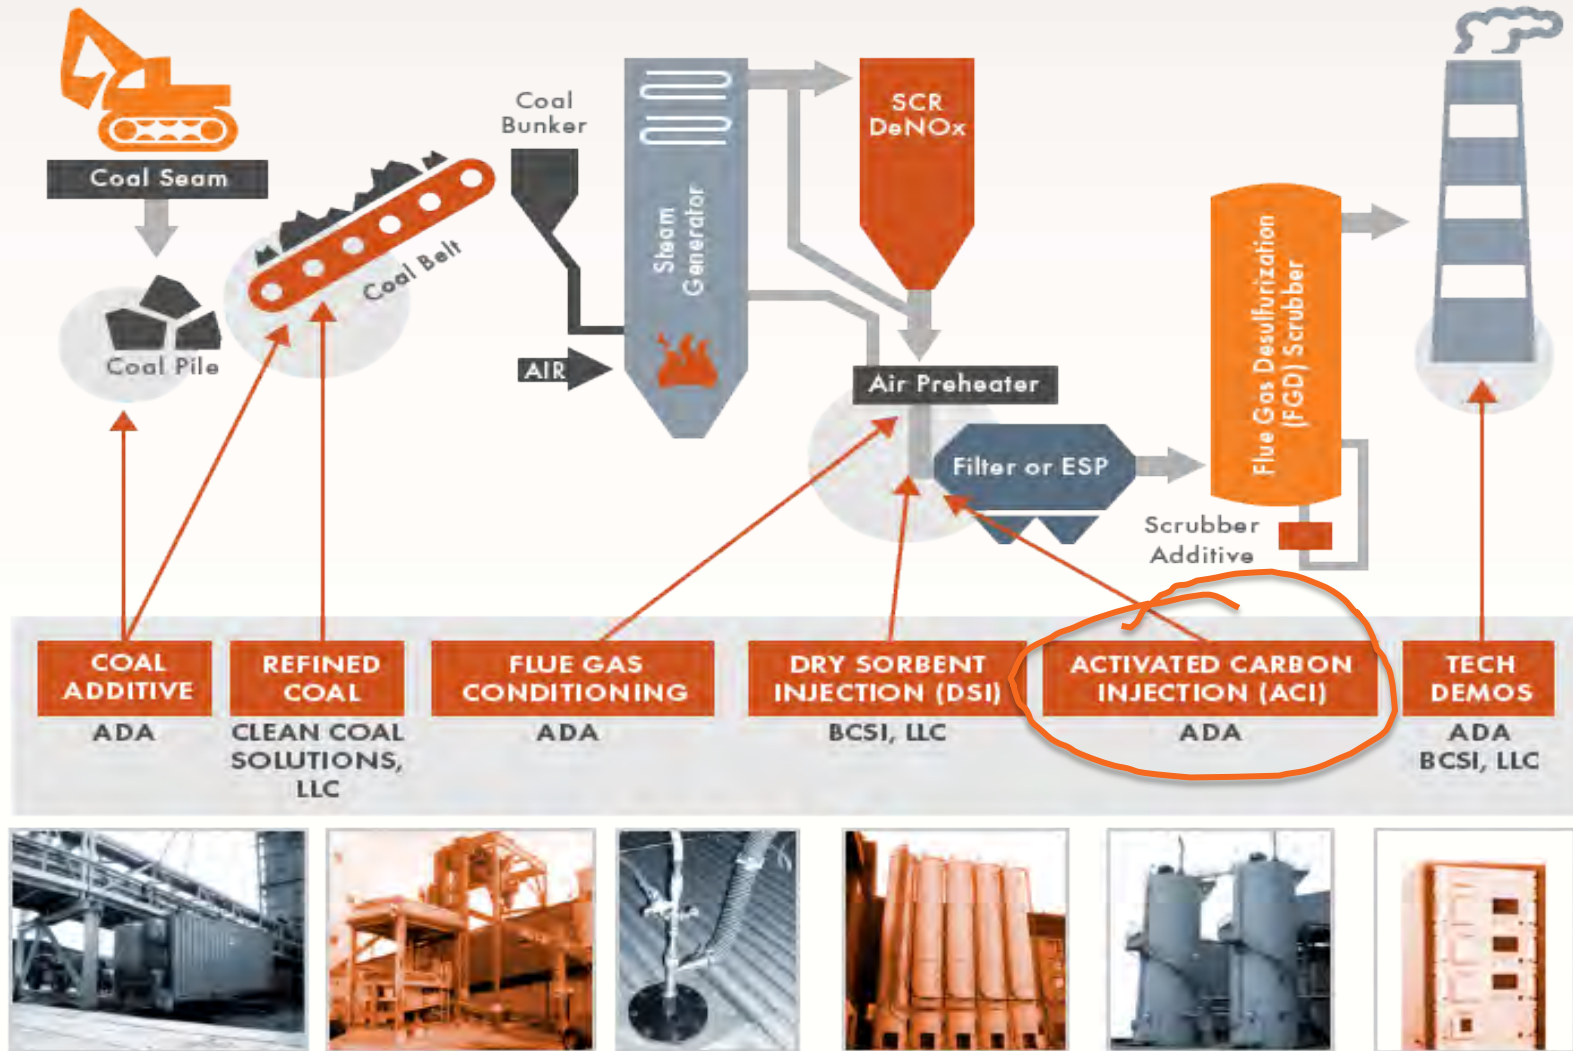 Coal Seam
Coal Pile
Coal Belt
Coal
Bunker
AIR
Steam
Generator
SCR
DeNOx
Air Preheater
Filter or ESP
Flue Gas Desulfurization
(FGD) Scrubber
Scrubber
Additive
COAL
ADDITIVE
ADA
REFINED
COAL
CLEAN COAL
SOLUTIONS,
LLC
FLUE GAS
CONDITIONING
ADA
DRY SORBENT
INJECTION (DSI)
BCSI, LLC
ACTIVATED CARBON
INJECTION (ACI)
ADA
TECH
DEMOS
ADA
BCSI, LLC